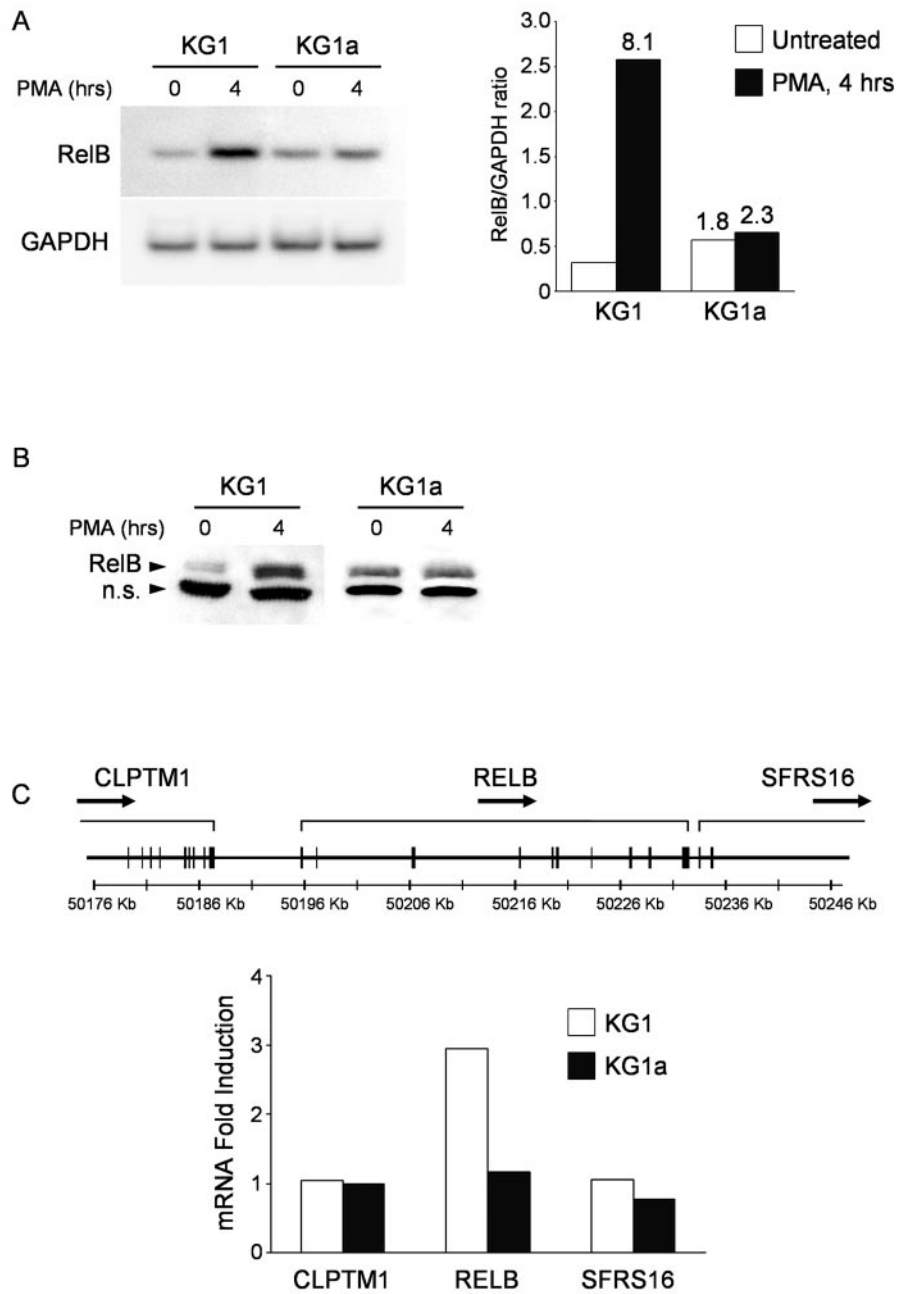 A
KG1 KG1a
PMA (hrs) 0 4 0 4
RelB
GAPDH
RelB/GAPDH ratio
3.0
2.5
2.0
1.5
1.0
0.5
0
8.1
1.8 2.3
KG1 KG1a
Untreated
PMA, 4 hrs
B
KG1 KG1a
PMA (hrs) 0 4 0 4
RelB
n.s.
C
CLPTM1 RELB SFRS16
50176 Kb 50186 Kb 50196 Kb 50206 Kb 50216 Kb 50226 Kb 50236 Kb 50246 Kb
mRNA Fold Induction
4
3
2
1
0
KG1
KG1a
CLPTM1 RELB SFRS16